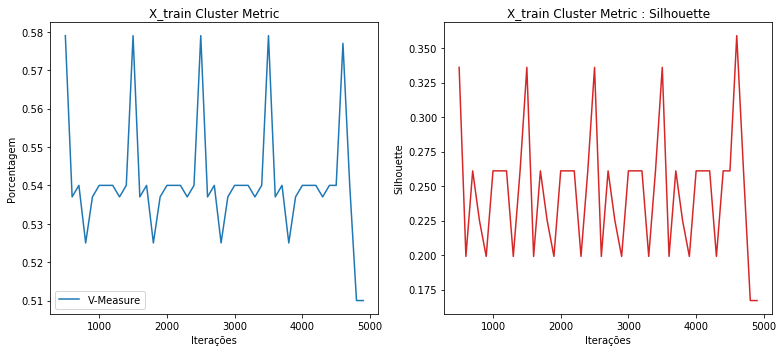 X_train Cluster Metric
Porcentagem
0.58
0.57
0.56
0.55
0.54
0.53
0.52
0.51
V-Measure
1000 2000 3000 4000 5000
Iterações
X_train Cluster Metric : Silhouette
Silhouette
0.350
0.325
0.300
0.275
0.250
0.225
0.200
0.175
1000 2000 3000 4000 5000
Iterações